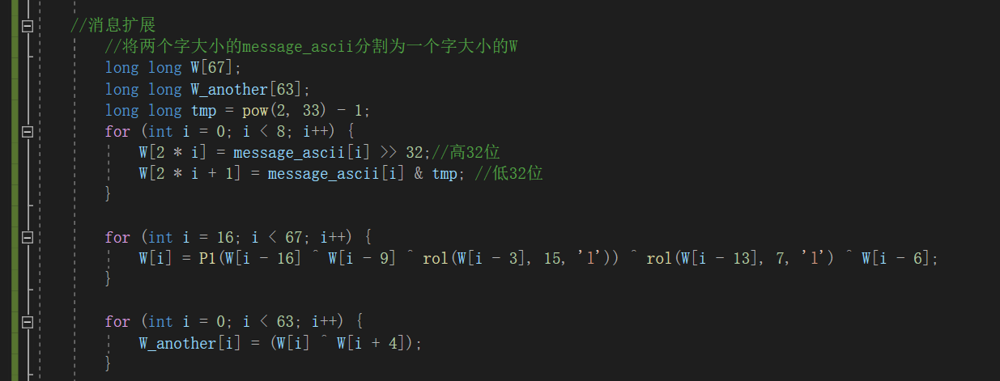 //消息扩展
//将两个字大小的message_ascii分割为一个字大小的W
long long W[67];
long long W_another[63];
long long tmp = pow(2, 33) - 1;
for (int i = 0; i < 8; i++) {
W[2 * i] = message_ascii[i] >> 32;//高32位
W[2 * i + 1] = message_ascii[i] & tmp; //低32位
}
for (int i = 16; i < 67; i++) {
W[i] = P1(W[i - 16] ^ W[i - 9] ^ rol(W[i - 3], 15, 'l')) ^ rol(W[i - 13], 7, 'l') ^ W[i - 6];
}
for (int i = 0; i < 63; i++) {
W_another[i] = (W[i] ^ W[i + 4]);
}